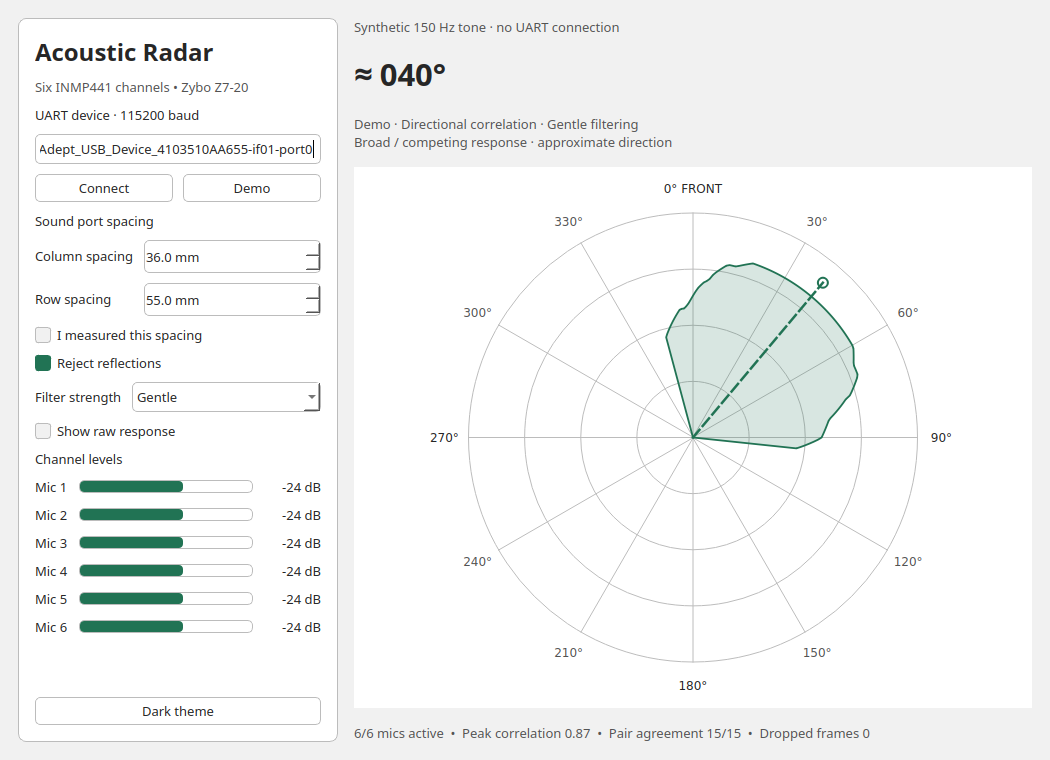 Acoustic Radar
Six INMP441 channels • Zybo Z7-20
UART device · 115200 baud
Adept_USB_Device_4103510AA655-if01-port0
Connect
Demo
Sound port spacing
Column spacing 36.0 mm
Row spacing 55.0 mm
I measured this spacing
Reject reflections
Filter strength Gentle
Show raw response
Channel levels
Mic 1 -24 dB
Mic 2 -24 dB
Mic 3 -24 dB
Mic 4 -24 dB
Mic 5 -24 dB
Mic 6 -24 dB
Dark theme
Synthetic 150 Hz tone · no UART connection
≈ 040°
Demo · Directional correlation · Gentle filtering
Broad / competing response · approximate direction
0° FRONT
330°
30°
300°
60°
270°
90°
240°
120°
210°
150°
180°
6/6 mics active • Peak correlation 0.87 • Pair agreement 15/15 • Dropped frames 0